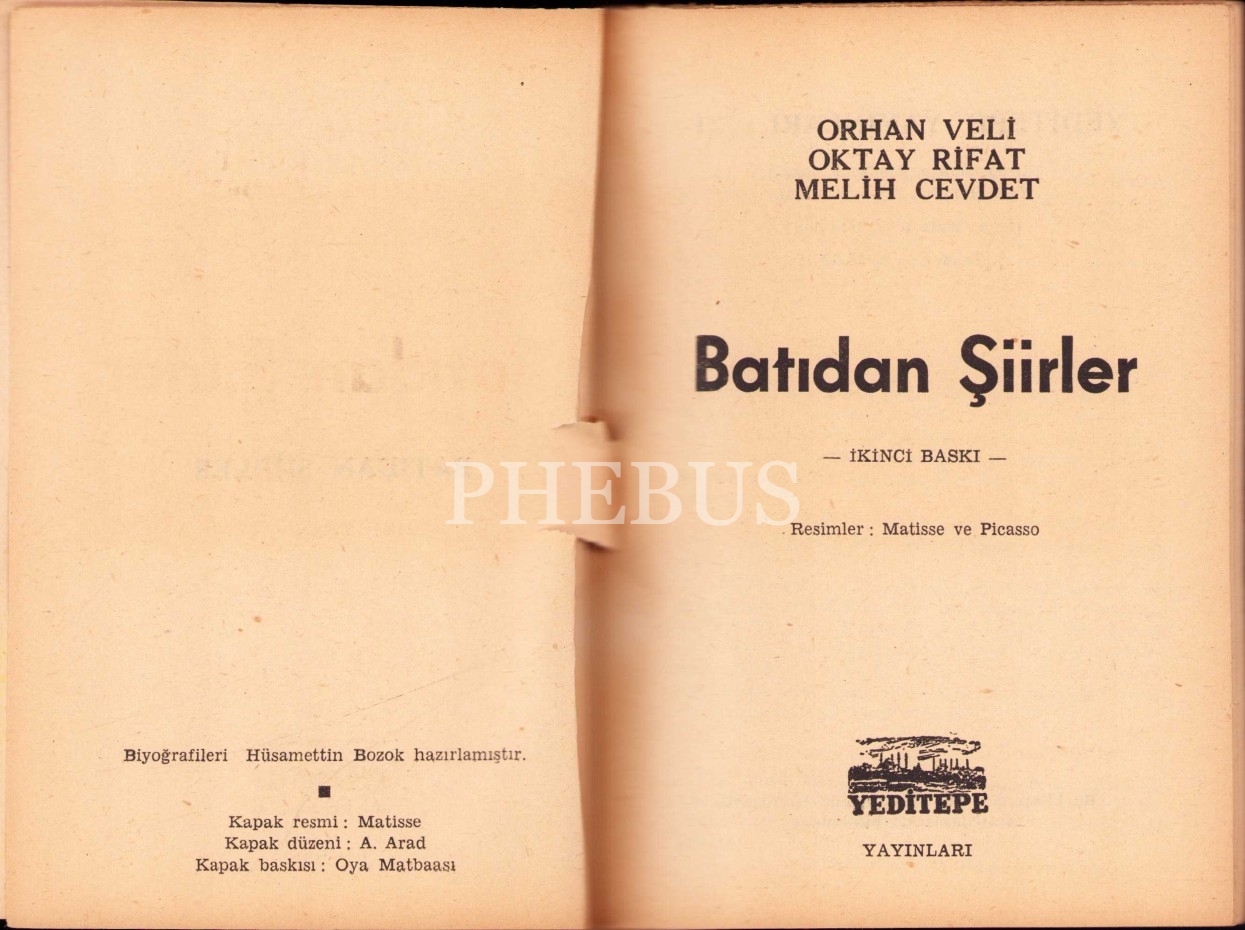 Biyoğrafileri Hüsamettin Bozok hazırlamıştır.
Kapak resmi : Matisse
Kapak düzeni : A. Arad
Kapak baskısı : Oya Matbaası
ORHAN VELİ
OKTAY RİFAT
MELİH CEVDET
Batıdan Şiirler
— İKİNCİ BASKI —
Resimler : Matisse ve Picasso
YEDİTEPE
YAYINLARI
PHEBUS